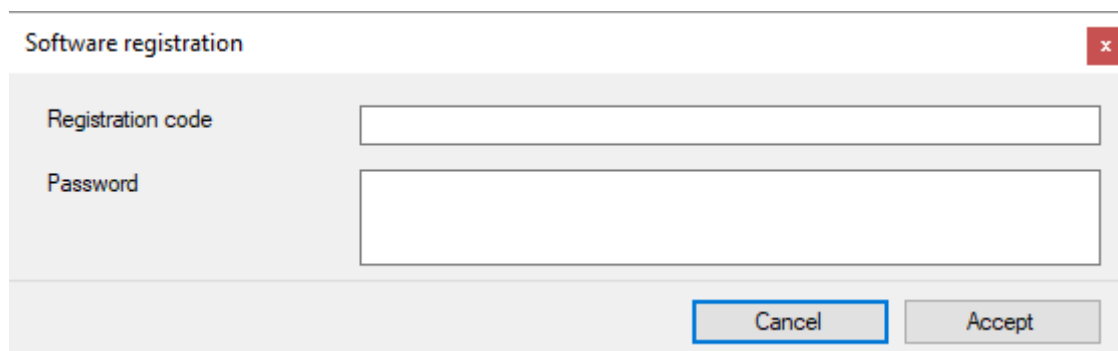 Software registration
x
Registration code
Password
Cancel Accept